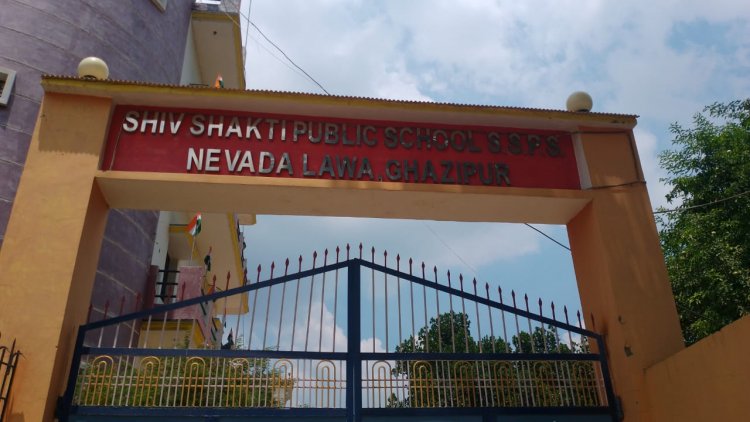 SHIV SHAKTI PUBLIC SCHOOL S.S.P.S.
NEVADA LAWA..GHAZIPUR